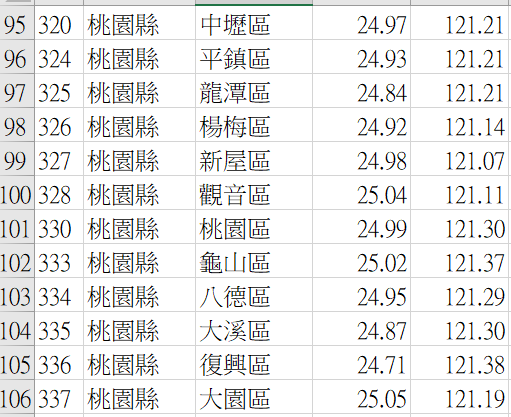 95 320 桃園縣 中壢區 24.97 121.21
96 324 桃園縣 平鎮區 24.93 121.21
97 325 桃園縣 龍潭區 24.84 121.21
98 326 桃園縣 楊梅區 24.92 121.14
99 327 桃園縣 新屋區 24.98 121.07
100 328 桃園縣 觀音區 25.04 121.11
101 330 桃園縣 桃園區 24.99 121.30
102 333 桃園縣 龜山區 25.02 121.37
103 334 桃園縣 八德區 24.95 121.29
104 335 桃園縣 大溪區 24.87 121.30
105 336 桃園縣 復興區 24.71 121.38
106 337 桃園縣 大園區 25.05 121.19